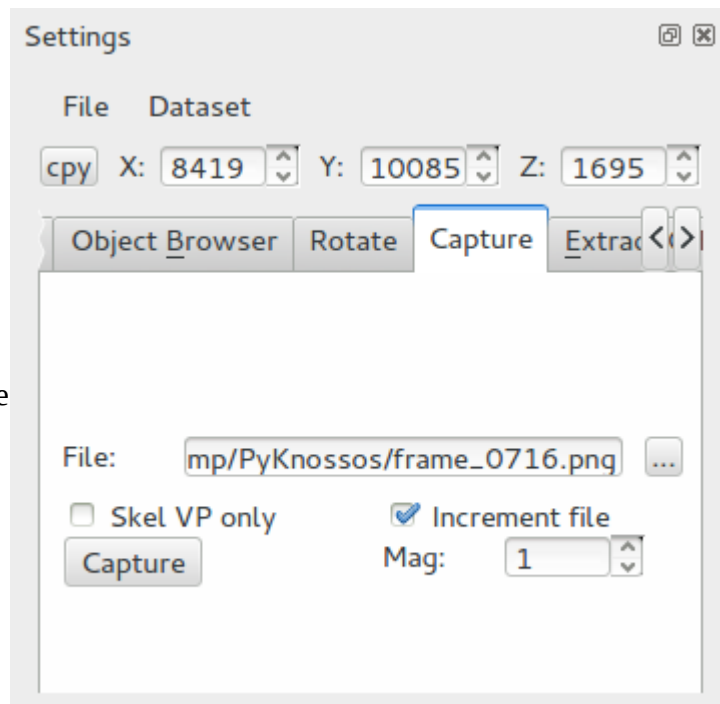 Settings
File Dataset
cpy X: 8419 Y: 10085 Z: 1695
Object Browser Rotate Capture Extrac < >
e
File: mp/PyKnossos/frame_0716.png ...
Skel VP only Increment file
Capture Mag: 1